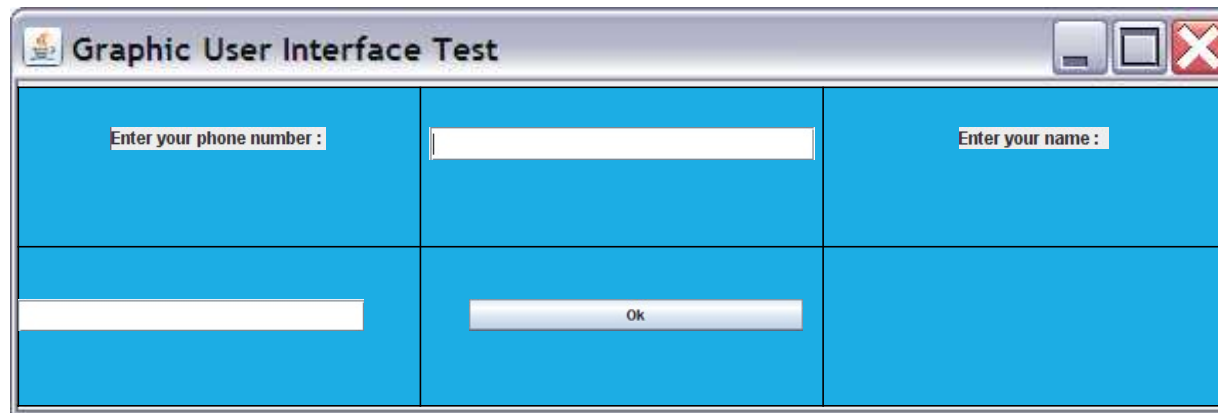 Graphic User Interface Test
Enter your phone number :
Enter your name :
Ok